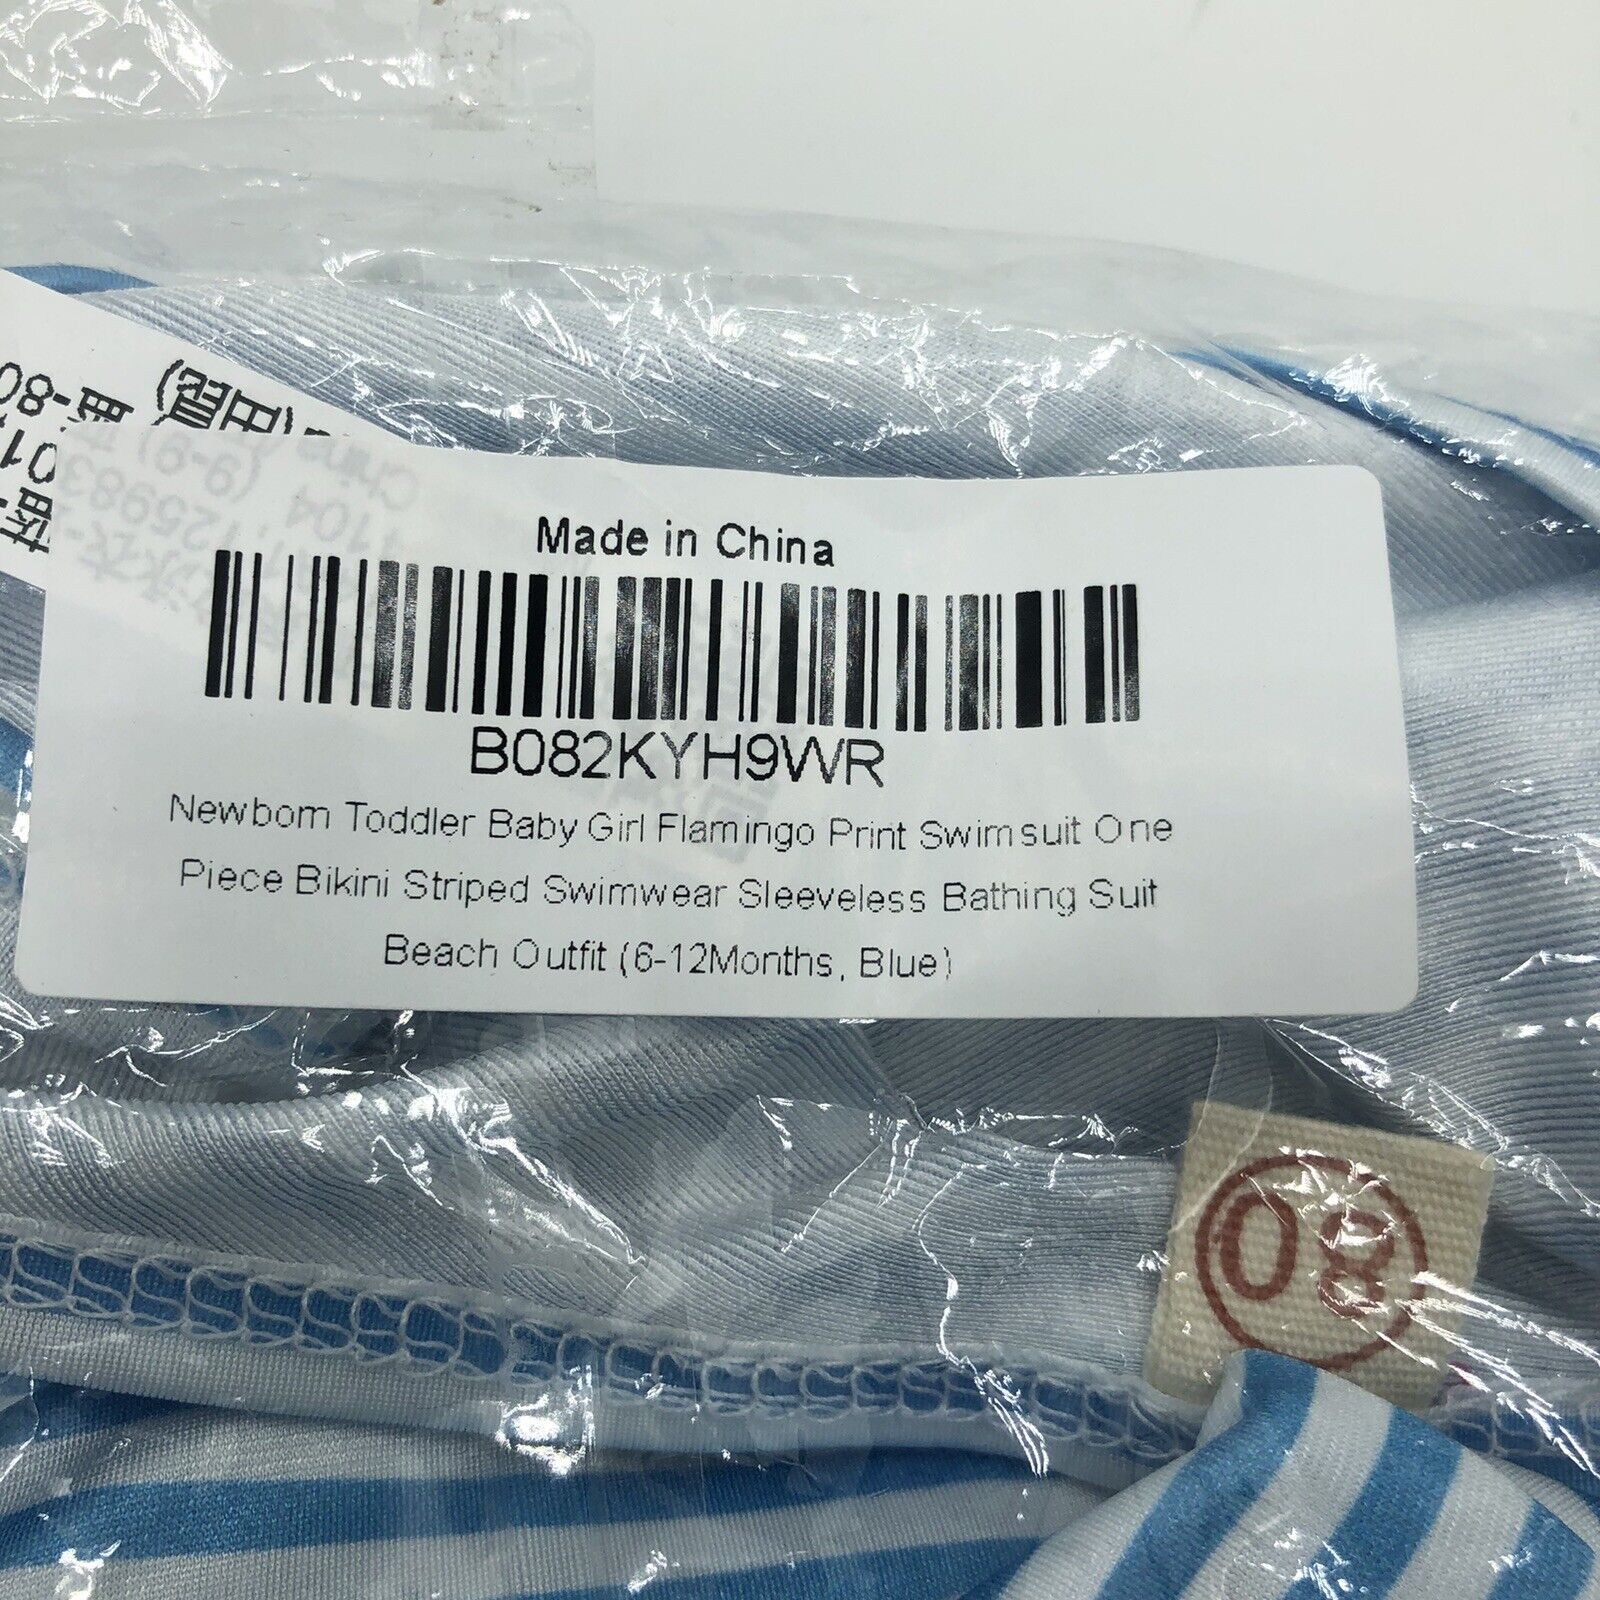 Made in China
B082KYH9WR
Newborn Toddler Baby Girl Flamingo Print Swimsuit One
Piece Bikini Striped Swimwear Sleeveless Bathing Suit
Beach Outfit (6-12Months, Blue)
80